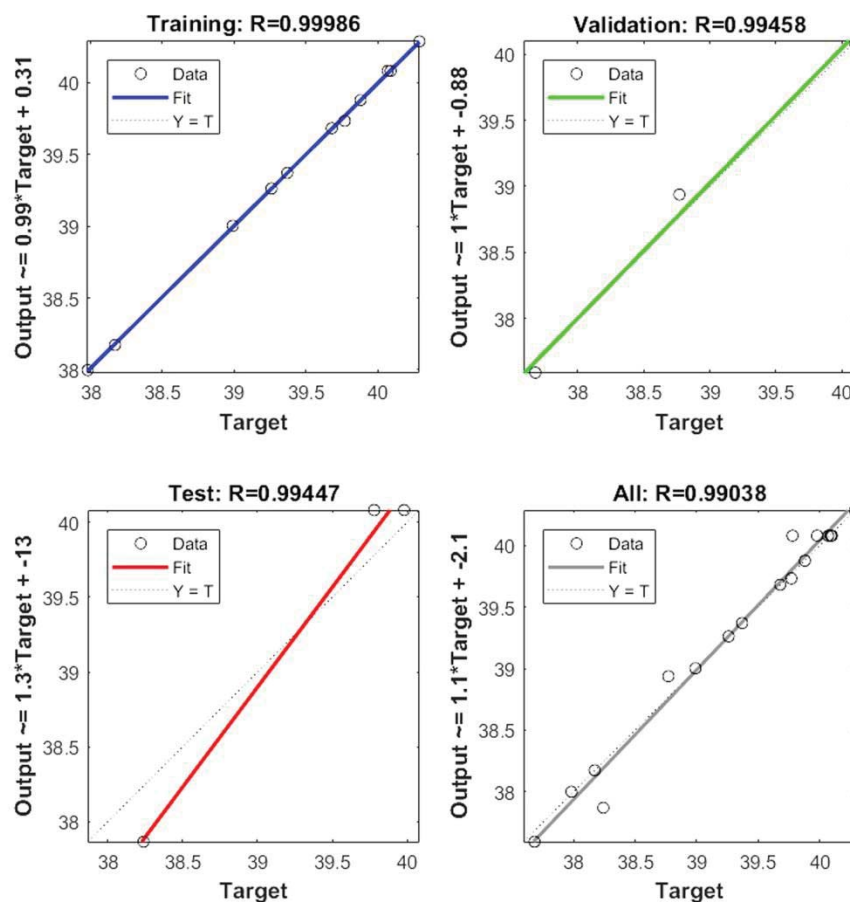 Training: R=0.99986
Output ~= 0.99*Target + 0.31
40
39.5
39
38.5
38
Data
Fit
Y = T
38
38.5
39
39.5
40
Target
Validation: R=0.99458
Output ~= 1*Target + -0.88
40
39.5
39
38.5
38
Data
Fit
Y = T
38
38.5
39
39.5
40
Target
Test: R=0.99447
Output ~= 1.3*Target + -13
40
39.5
39
38.5
38
Data
Fit
Y = T
38
38.5
39
39.5
40
Target
All: R=0.99038
Output ~= 1.1*Target + -2.1
40
39.5
39
38.5
38
Data
Fit
Y = T
38
38.5
39
39.5
40
Target